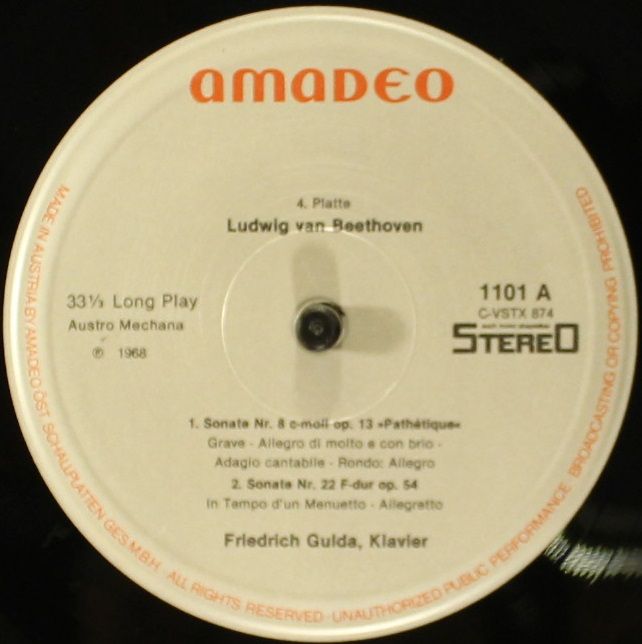 amadeo
4. Platte
Ludwig van Beethoven
33⅓ Long Play
Austro Mechana
℗ 1968
1101 A
C-VSTX 874
STEREO
1. Sonate Nr. 8 c-moll op. 13 »Pathétique«
Grave - Allegro di molto e con brio -
Adagio cantabile - Rondo: Allegro
2. Sonate Nr. 22 F-dur op. 54
In Tempo d'un Menuetto - Allegretto
Friedrich Gulda, Klavier
MADE IN AUSTRIA BY AMADEO ÖST. SCHALLPLATTEN GES.M.B.H. ALL RIGHTS RESERVED · UNAUTHORIZED PUBLIC PERFORMANCE BROADCASTING OR COPYING PROHIBITED